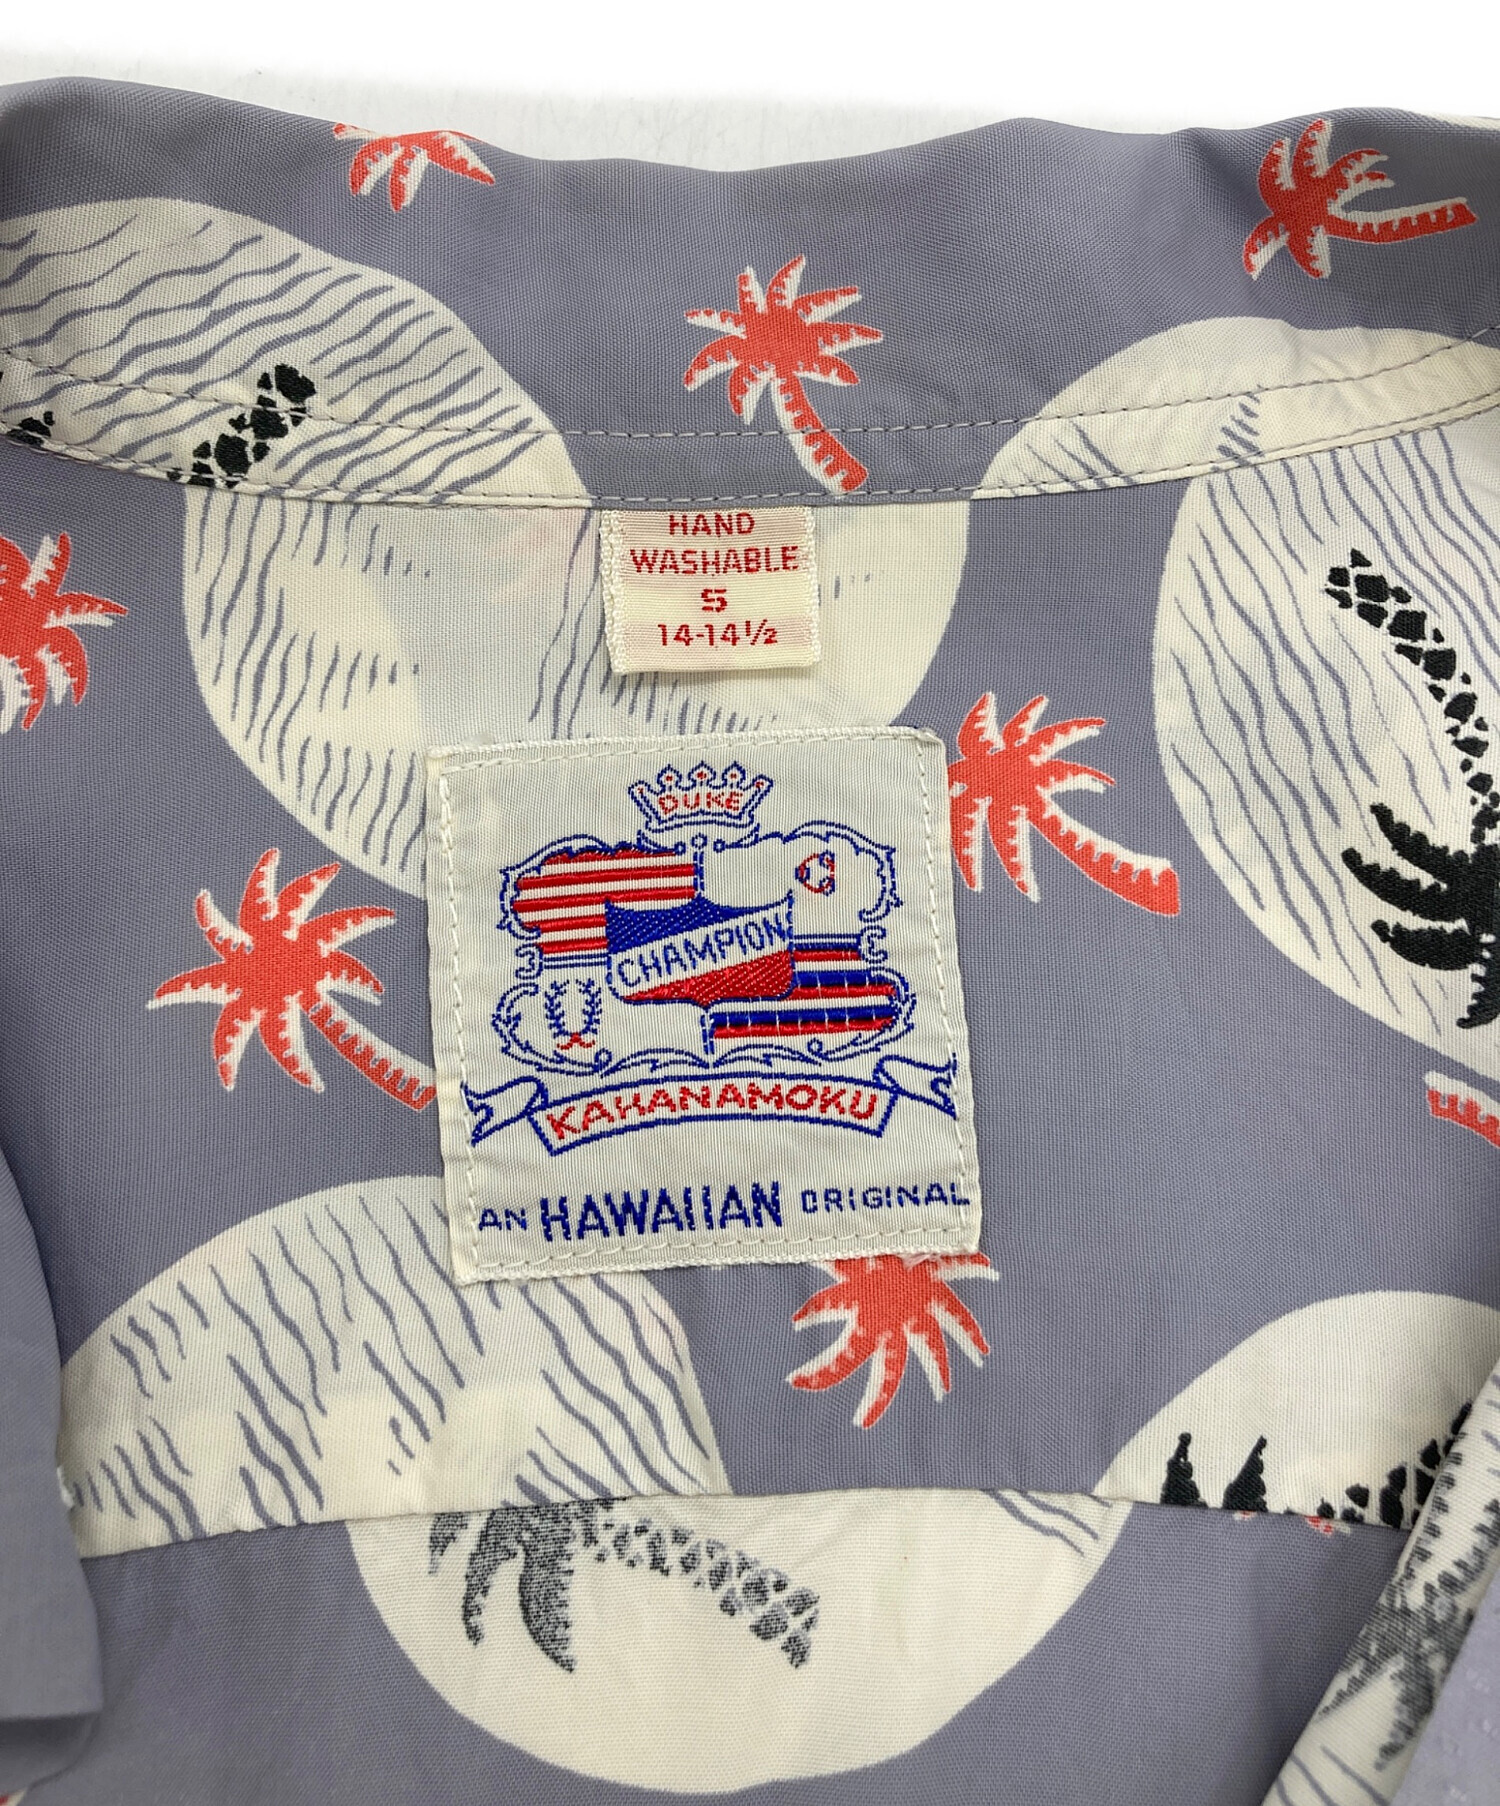 HAND
WASHABLE
S
14-14½
DUKE
CHAMPION
KAHANAMOKU
AN HAWAIIAN ORIGINAL